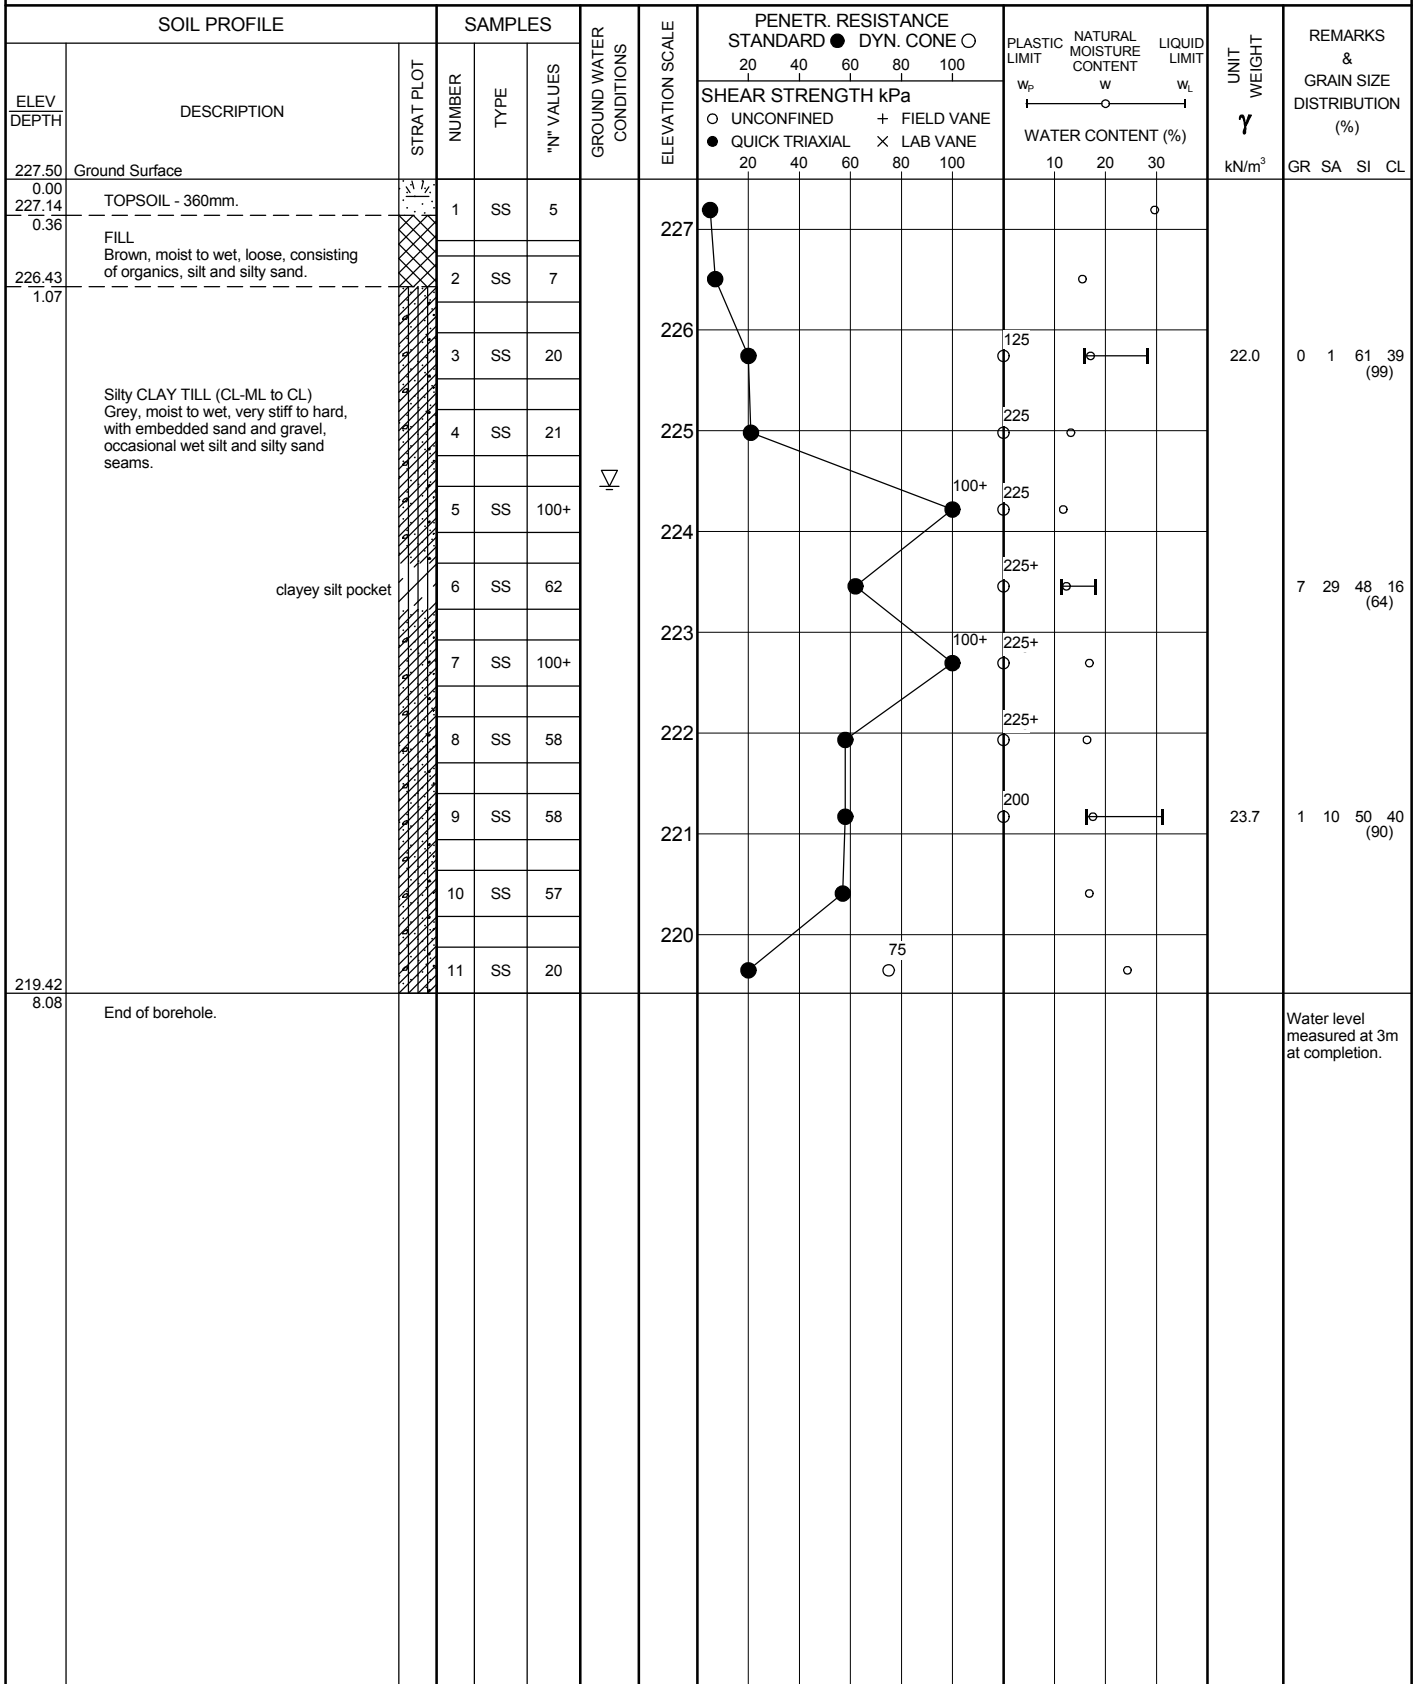 SOIL PROFILE
SAMPLES
GROUND WATER
CONDITIONS
ELEVATION SCALE
PENETR. RESISTANCE
STANDARD ● DYN. CONE ○
20 40 60 80 100
SHEAR STRENGTH kPa
○ UNCONFINED + FIELD VANE
● QUICK TRIAXIAL × LAB VANE
20 40 60 80 100
PLASTIC
LIMIT
NATURAL
MOISTURE
CONTENT
LIQUID
LIMIT
WP W WL
WATER CONTENT (%)
10 20 30
UNIT
WEIGHT
γ
kN/m³
REMARKS
&
GRAIN SIZE
DISTRIBUTION
(%)
GR SA SI CL
ELEV
DEPTH
DESCRIPTION
STRAT PLOT
NUMBER
TYPE
"N" VALUES
227.50 Ground Surface
0.00
227.14
TOPSOIL - 360mm.
0.36
FILL
Brown, moist to wet, loose, consisting
of organics, silt and silty sand.
226.43
1.07
Silty CLAY TILL (CL-ML to CL)
Grey, moist to wet, very stiff to hard,
with embedded sand and gravel,
occasional wet silt and silty sand
seams.
clayey silt pocket
219.42
8.08
End of borehole.
1 SS 5
2 SS 7
3 SS 20
4 SS 21
5 SS 100+
6 SS 62
7 SS 100+
8 SS 58
9 SS 58
10 SS 57
11 SS 20
227
226
225
224
223
222
221
220
100+
100+
75
125
225
225
225+
225+
225+
200
22.0
23.7
0 1 61 39
(99)
7 29 48 16
(64)
1 10 50 40
(90)
Water level
measured at 3m
at completion.